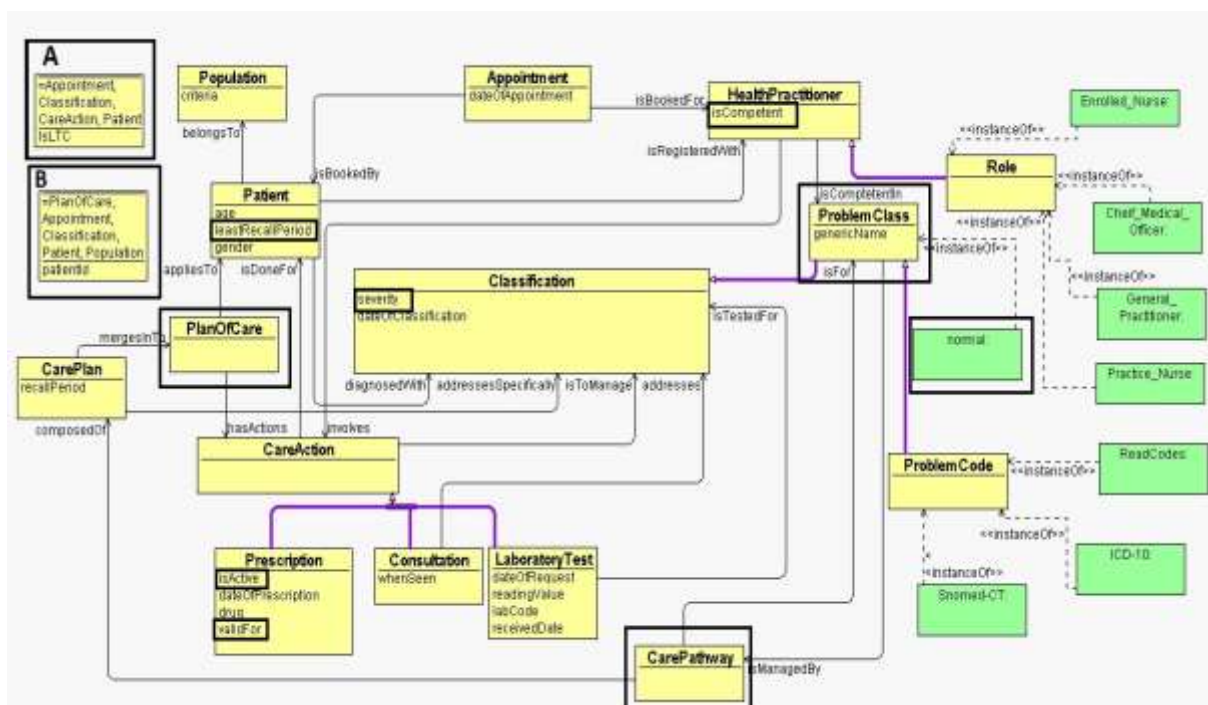 A
=Appointment,
Classification,
CareAction, Patient
IsLTC
B
=PlanOfCare,
Appointment,
Classification,
Patient, Population
patientId
Population
criteria
belongsTo
Appointment
dateOfAppointment
isBookedFor
isBookedBy
HealthPractitioner
isCompetent
isRegisteredWith
Enrolled_Nurse:
<<instanceOf>>
Role
<<instanceOf>>
<<instanceOf>>
Cheif_Medical_
Officer:
<<instanceOf>>
General_
Practitioner:
Practice_Nurse
Patient
age
leastRecallPeriod
gender
appliesTo
isDoneFor
isCompletentIn
ProblemClass
genericName
isFor
<<instanceOf>>
normal:
Classification
severity
dateOfClassification
isTestedFor
PlanOfCare
mergesInTo
CarePlan
recallPeriod
composedOf
diagnosedWith
addressesSpecifically
isToManage
addresses
hasActions
involves
CareAction
ProblemCode
ReadCodes:
<<instanceOf>>
<<instanceOf>>
ICD-10:
<instanceOf>>
Snomed-CT:
Prescription
isActive
dateOfPrescription
drug
validFor
Consultation
whenSeen
LaboratoryTest
dateOfRequest
readingValue
labCode
receivedDate
CarePathway
isManagedBy